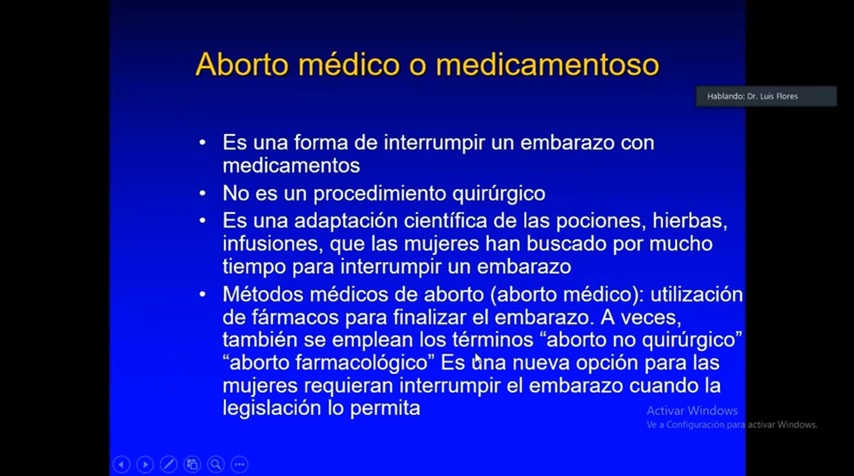 Aborto médico o medicamentoso
Hablando: Dr. Luis Flores
• Es una forma de interrumpir un embarazo con
medicamentos
• No es un procedimiento quirúrgico
• Es una adaptación científica de las pociones, hierbas,
infusiones, que las mujeres han buscado por mucho
tiempo para interrumpir un embarazo
• Métodos médicos de aborto (aborto médico): utilización
de fármacos para finalizar el embarazo. A veces,
también se emplean los términos “aborto no quirúrgico”
“aborto farmacológico” Es una nueva opción para las
mujeres requieran interrumpir el embarazo cuando la
legislación lo permita
Activar Windows
Ve a Configuración para activar Windows.